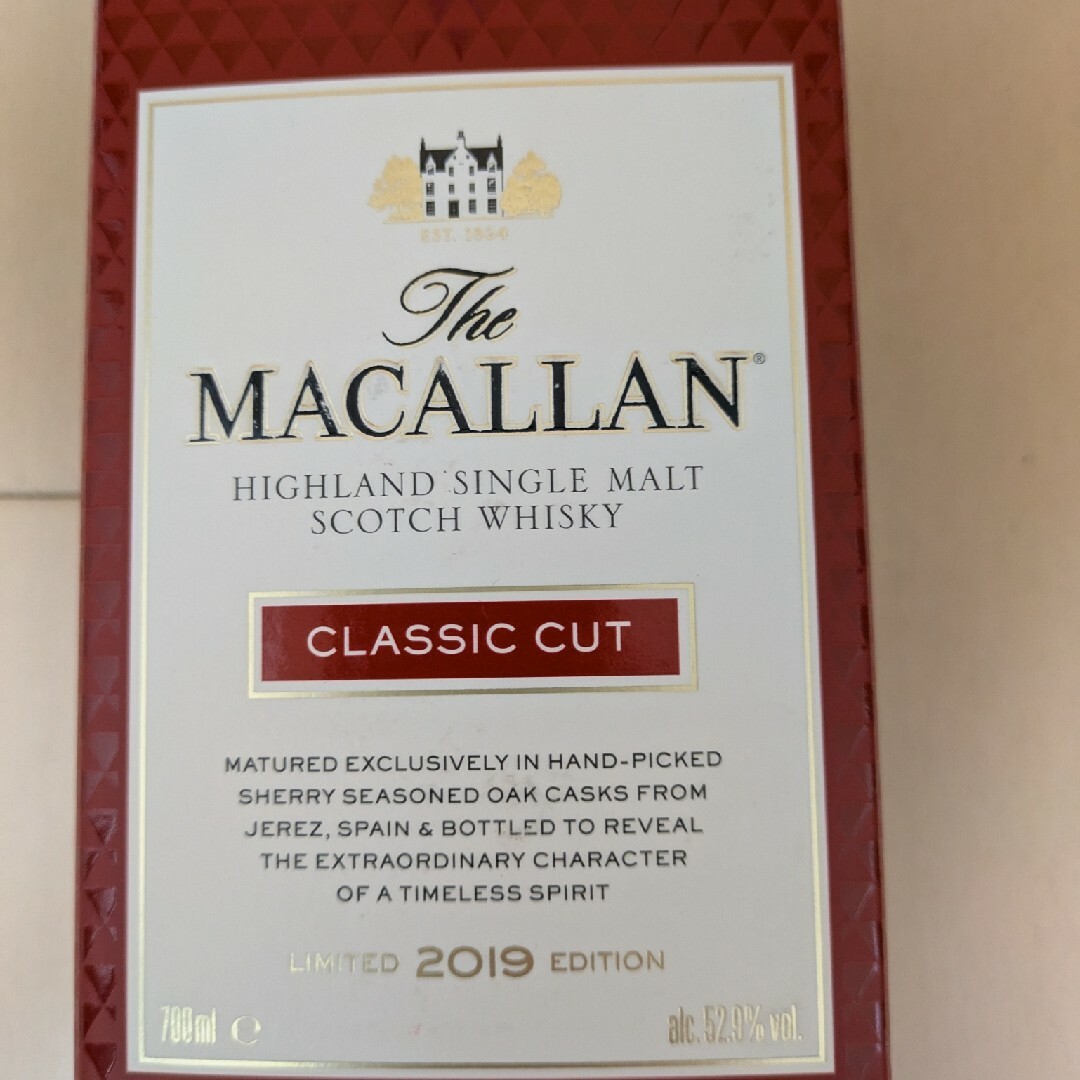 EST. 1824
The
MACALLAN®
HIGHLAND SINGLE MALT
SCOTCH WHISKY
CLASSIC CUT
MATURED EXCLUSIVELY IN HAND-PICKED
SHERRY SEASONED OAK CASKS FROM
JEREZ, SPAIN & BOTTLED TO REVEAL
THE EXTRAORDINARY CHARACTER
OF A TIMELESS SPIRIT
LIMITED 2019 EDITION
700ml ℮ alc. 52.9% vol.